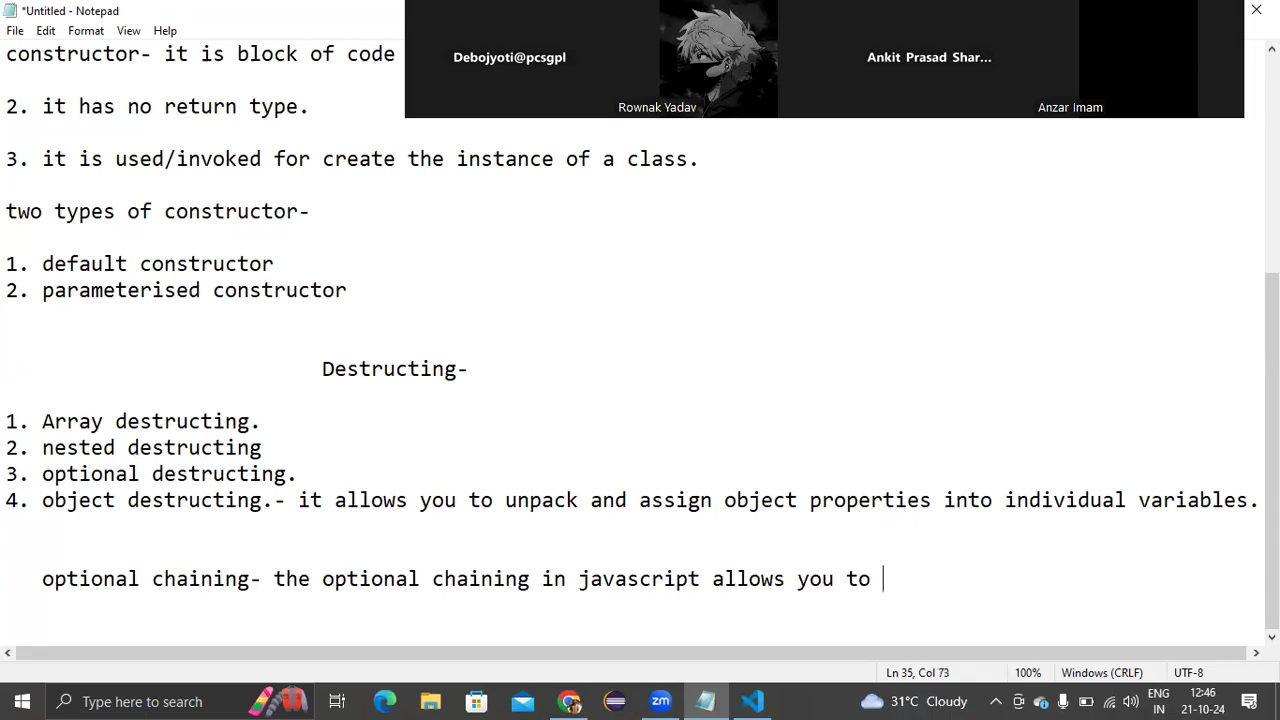 *Untitled - Notepad
File Edit Format View Help
constructor- it is block of code
Debojyoti@pcsgpl
Rownak Yadav
Ankit Prasad Shar...
Anzar Imam
2. it has no return type.
3. it is used/invoked for create the instance of a class.
two types of constructor-
1. default constructor
2. parameterised constructor
Destructing-
1. Array destructing.
2. nested destructing
3. optional destructing.
4. object destructing.- it allows you to unpack and assign object properties into individual variables.
optional chaining- the optional chaining in javascript allows you to
Ln 35, Col 73 100% Windows (CRLF) UTF-8
Type here to search
zm
31°C Cloudy
ENG
IN
12:46
21-10-24